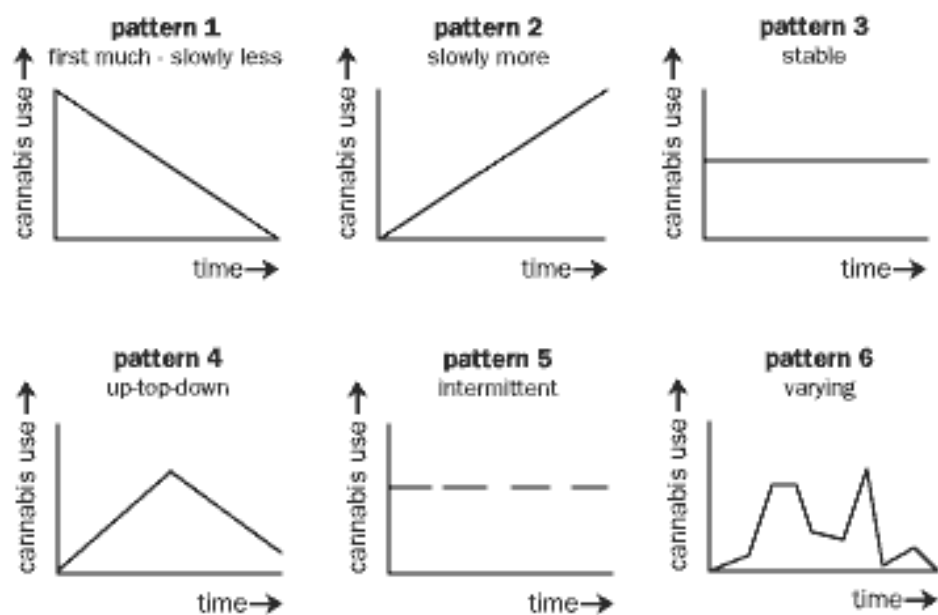 pattern 1
first much - slowly less
cannabis use
time
pattern 2
slowly more
cannabis use
time
pattern 3
stable
cannabis use
time
pattern 4
up-top-down
cannabis use
time
pattern 5
intermittent
cannabis use
time
pattern 6
varying
cannabis use
time